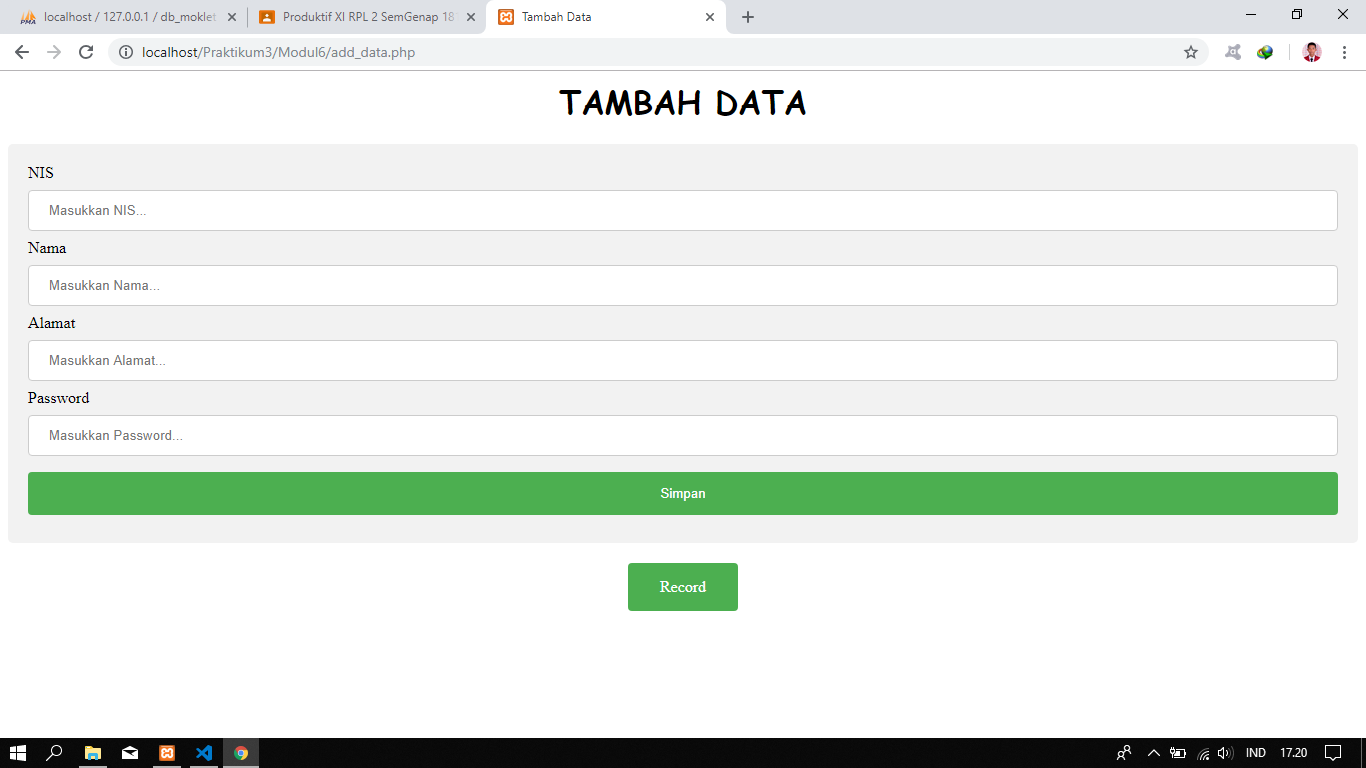 localhost / 127.0.0.1 / db_moklet
Produktif XI RPL 2 SemGenap 18
Tambah Data
localhost/Praktikum3/Modul6/add_data.php
TAMBAH DATA
NIS
Masukkan NIS...
Nama
Masukkan Nama...
Alamat
Masukkan Alamat...
Password
Masukkan Password...
Simpan
Record
IND 17.20